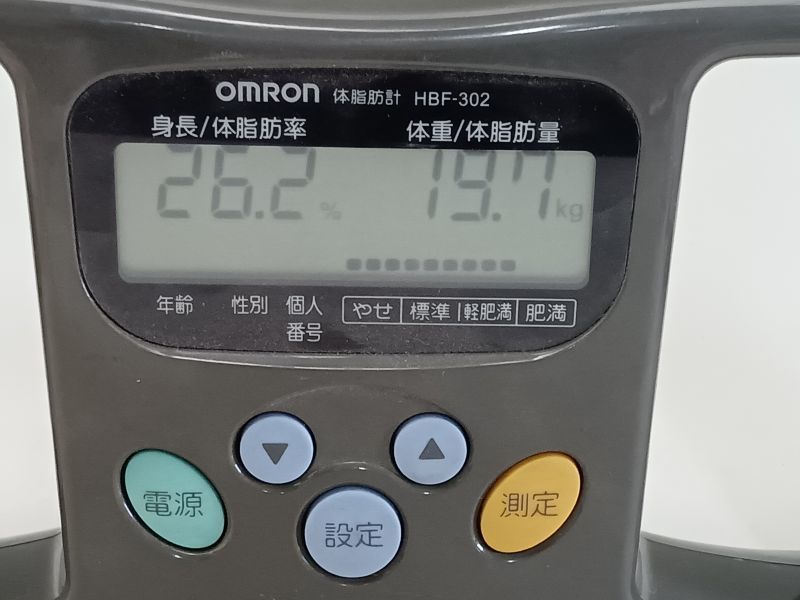 OMRON 体脂肪計 HBF-302
身長/体脂肪率 体重/体脂肪量
26.2 % 19.7 kg
年齢 性別 個人番号 やせ 標準 軽肥満 肥満
▼ ▲
電源 設定 測定